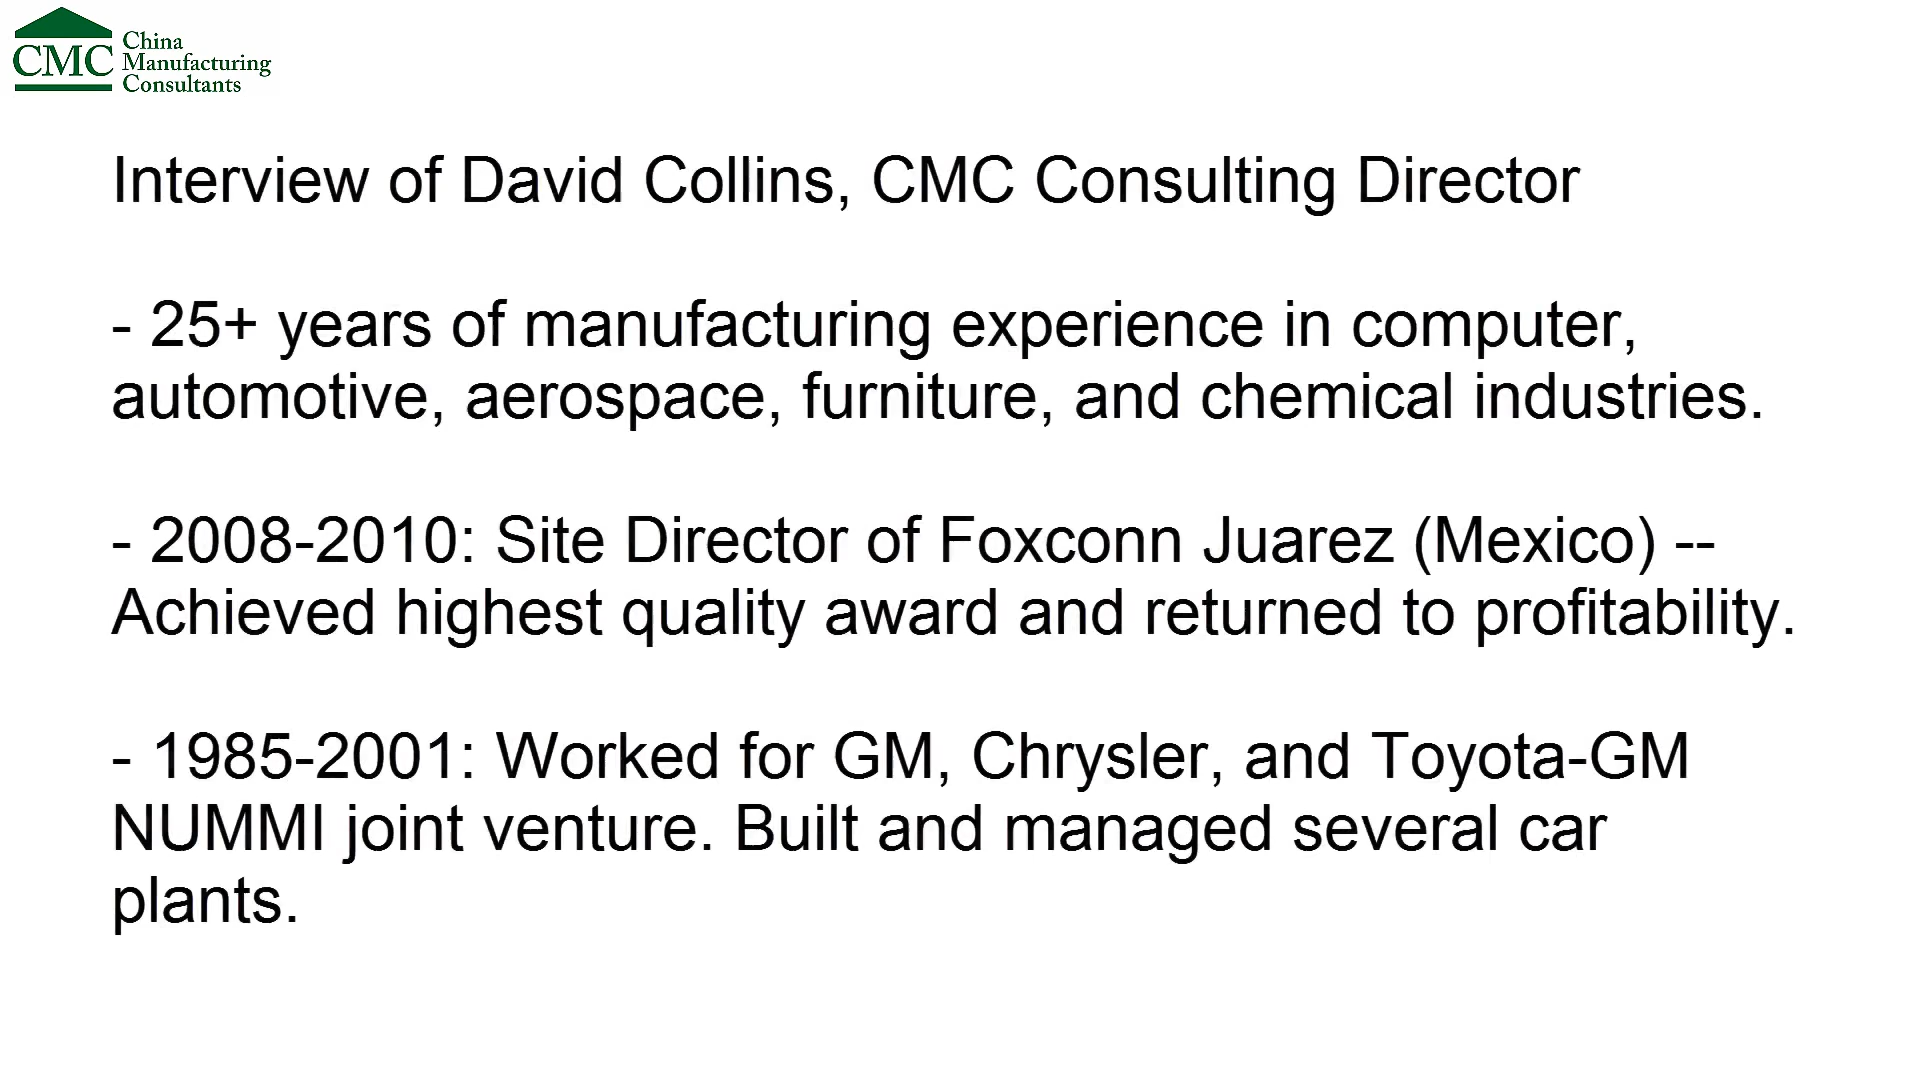 CMC China
Manufacturing
Consultants
Interview of David Collins, CMC Consulting Director
- 25+ years of manufacturing experience in computer,
automotive, aerospace, furniture, and chemical industries.
- 2008-2010: Site Director of Foxconn Juarez (Mexico) --
Achieved highest quality award and returned to profitability.
- 1985-2001: Worked for GM, Chrysler, and Toyota-GM
NUMMI joint venture. Built and managed several car
plants.